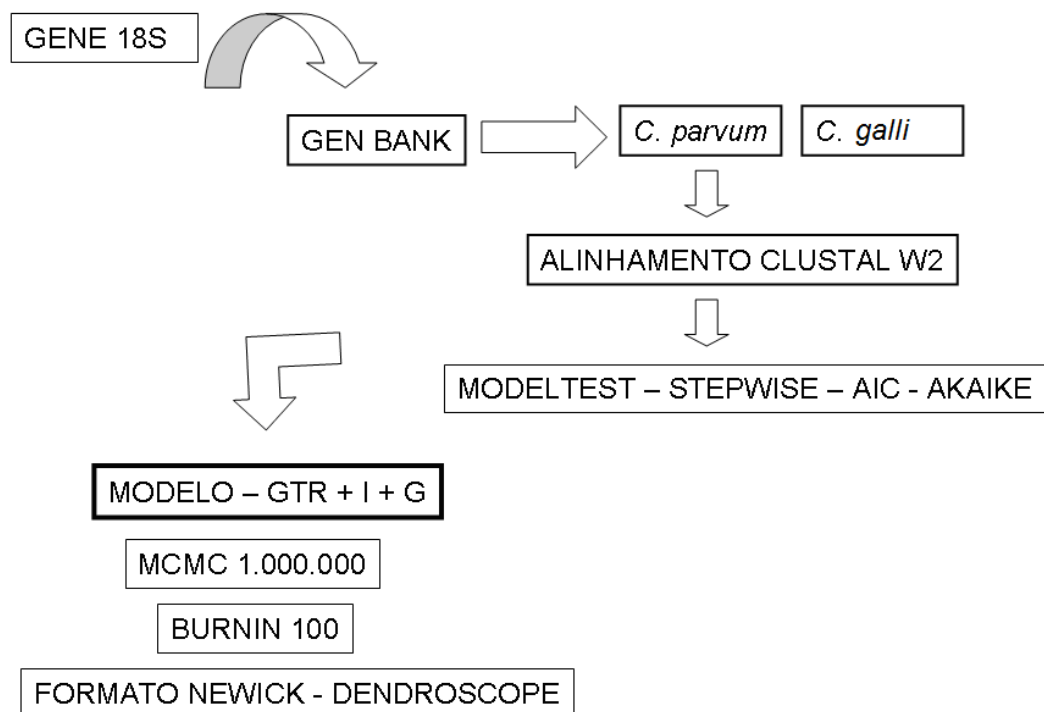 GENE 18S
GEN BANK
C. parvum
C. galli
ALINHAMENTO CLUSTAL W2
MODELTEST – STEPWISE – AIC - AKAIKE
MODELO – GTR + I + G
MCMC 1.000.000
BURNIN 100
FORMATO NEWICK - DENDROSCOPE